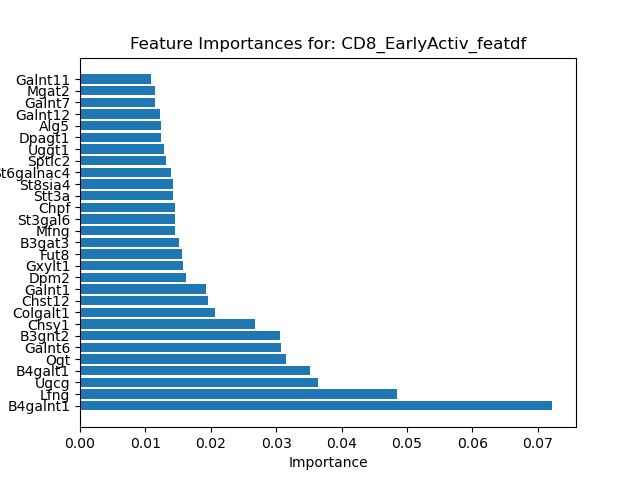 Feature Importances for: CD8_EarlyActiv_featdf
Galnt11
Mgat2
Galnt7
Galnt12
Alg5
Dpagt1
Uggt1
Sptlc2
St6galnac4
St8sia4
Stt3a
Chpf
St3gal6
Mfng
B3gat3
Fut8
Gxylt1
Dpm2
Galnt1
Chst12
Colgalt1
Chsy1
B3gnt2
Galnt6
Ogt
B4galt1
Ugcg
Lfng
B4galnt1
0.00 0.01 0.02 0.03 0.04 0.05 0.06 0.07
Importance